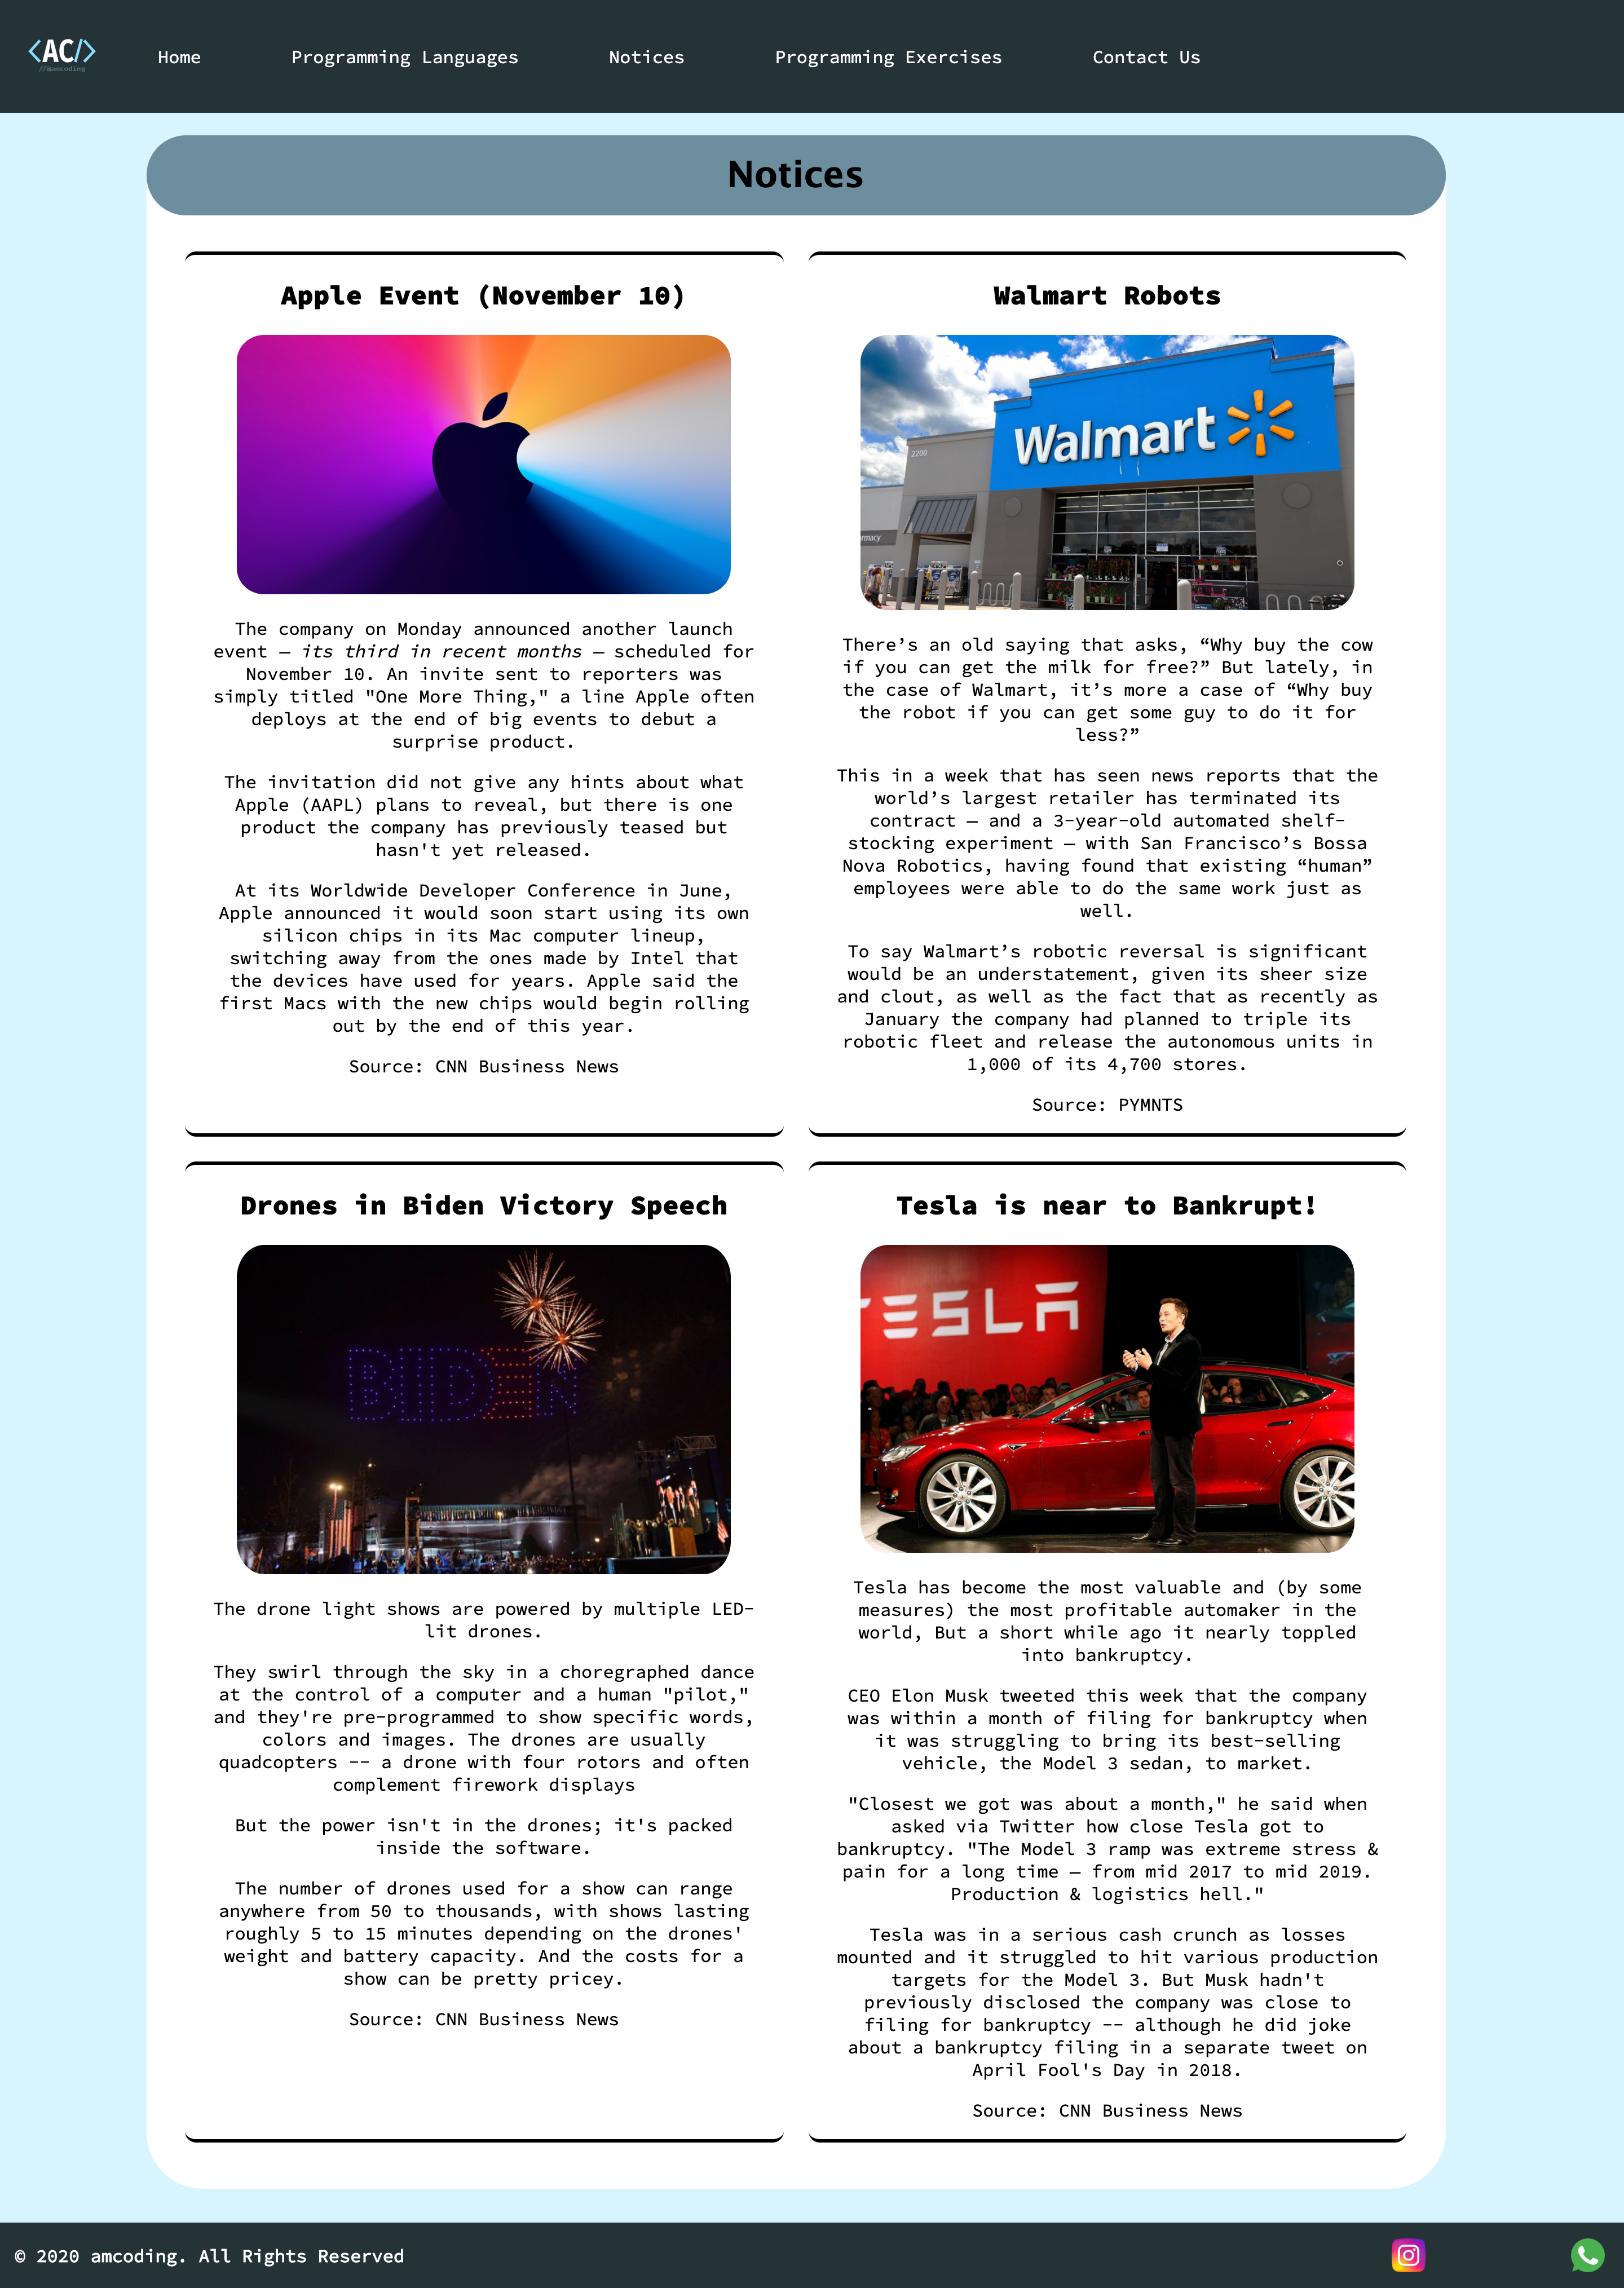 <AC/>
//@amcoding
Home
Programming Languages
Notices
Programming Exercises
Contact Us
Notices
Apple Event (November 10)
The company on Monday announced another launch
event — its third in recent months — scheduled for
November 10. An invite sent to reporters was
simply titled "One More Thing," a line Apple often
deploys at the end of big events to debut a
surprise product.
The invitation did not give any hints about what
Apple (AAPL) plans to reveal, but there is one
product the company has previously teased but
hasn't yet released.
At its Worldwide Developer Conference in June,
Apple announced it would soon start using its own
silicon chips in its Mac computer lineup,
switching away from the ones made by Intel that
the devices have used for years. Apple said the
first Macs with the new chips would begin rolling
out by the end of this year.
Source: CNN Business News
Walmart Robots
Walmart
2200
There’s an old saying that asks, “Why buy the cow
if you can get the milk for free?” But lately, in
the case of Walmart, it’s more a case of “Why buy
the robot if you can get some guy to do it for
less?”
This in a week that has seen news reports that the
world’s largest retailer has terminated its
contract — and a 3-year-old automated shelf-
stocking experiment — with San Francisco’s Bossa
Nova Robotics, having found that existing “human”
employees were able to do the same work just as
well.
To say Walmart’s robotic reversal is significant
would be an understatement, given its sheer size
and clout, as well as the fact that as recently as
January the company had planned to triple its
robotic fleet and release the autonomous units in
1,000 of its 4,700 stores.
Source: PYMNTS
Drones in Biden Victory Speech
BIDEN
The drone light shows are powered by multiple LED-
lit drones.
They swirl through the sky in a choregraphed dance
at the control of a computer and a human "pilot,"
and they're pre-programmed to show specific words,
colors and images. The drones are usually
quadcopters -- a drone with four rotors and often
complement firework displays
But the power isn't in the drones; it's packed
inside the software.
The number of drones used for a show can range
anywhere from 50 to thousands, with shows lasting
roughly 5 to 15 minutes depending on the drones'
weight and battery capacity. And the costs for a
show can be pretty pricey.
Source: CNN Business News
Tesla is near to Bankrupt!
TESLA
Tesla has become the most valuable and (by some
measures) the most profitable automaker in the
world, But a short while ago it nearly toppled
into bankruptcy.
CEO Elon Musk tweeted this week that the company
was within a month of filing for bankruptcy when
it was struggling to bring its best-selling
vehicle, the Model 3 sedan, to market.
"Closest we got was about a month," he said when
asked via Twitter how close Tesla got to
bankruptcy. "The Model 3 ramp was extreme stress &
pain for a long time — from mid 2017 to mid 2019.
Production & logistics hell."
Tesla was in a serious cash crunch as losses
mounted and it struggled to hit various production
targets for the Model 3. But Musk hadn't
previously disclosed the company was close to
filing for bankruptcy -- although he did joke
about a bankruptcy filing in a separate tweet on
April Fool's Day in 2018.
Source: CNN Business News
© 2020 amcoding. All Rights Reserved